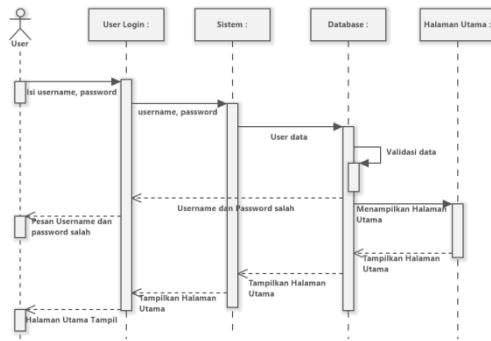 User Login :
Sistem :
Database :
Halaman Utama :
User
Isi username, password
username, password
User data
Validasi data
Username dan Password salah
Menampilkan Halaman
Utama
Pesan Username dan
password salah
Tampilkan Halaman
Utama
Tampilkan Halaman
Utama
Tampilkan Halaman
Utama
Halaman Utama Tampil